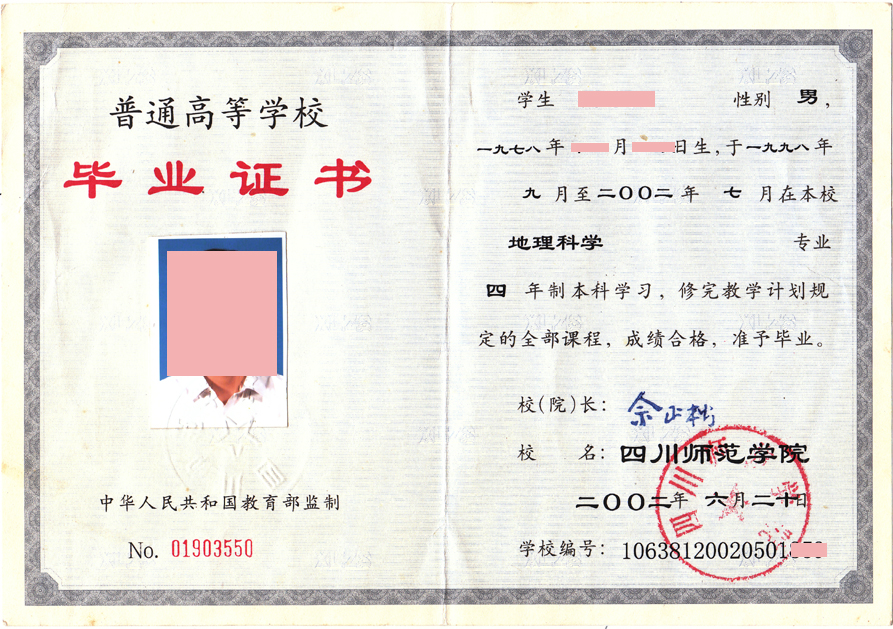 普通高等学校
毕业证书
中华人民共和国教育部监制
No. 01903550
学生 性别 男，
一九七八年 月 日生，于一九九八年
九 月至二〇〇二年 七 月在本校
地理科学 专业
四 年制本科学习，修完教学计划规
定的全部课程，成绩合格，准予毕业。
校(院)长：
校 名：四川师范学院
二〇〇二年 六月二十日
学校编号：10638120020501